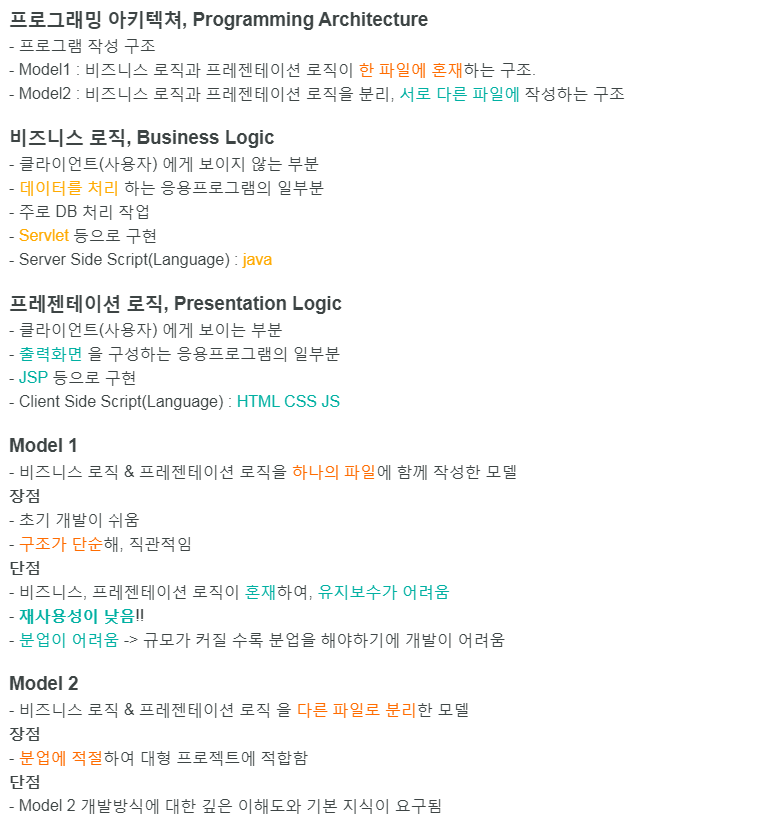 프로그래밍 아키텍쳐, Programming Architecture
- 프로그램 작성 구조
- Model1 : 비즈니스 로직과 프레젠테이션 로직이 한 파일에 혼재하는 구조.
- Model2 : 비즈니스 로직과 프레젠테이션 로직을 분리, 서로 다른 파일에 작성하는 구조
비즈니스 로직, Business Logic
- 클라이언트(사용자) 에게 보이지 않는 부분
- 데이터를 처리 하는 응용프로그램의 일부분
- 주로 DB 처리 작업
- Servlet 등으로 구현
- Server Side Script(Language) : java
프레젠테이션 로직, Presentation Logic
- 클라이언트(사용자) 에게 보이는 부분
- 출력화면 을 구성하는 응용프로그램의 일부분
- JSP 등으로 구현
- Client Side Script(Language) : HTML CSS JS
Model 1
- 비즈니스 로직 & 프레젠테이션 로직을 하나의 파일에 함께 작성한 모델
장점
- 초기 개발이 쉬움
- 구조가 단순해, 직관적임
단점
- 비즈니스, 프레젠테이션 로직이 혼재하여, 유지보수가 어려움
- 재사용성이 낮음!!
- 분업이 어려움 -> 규모가 커질 수록 분업을 해야하기에 개발이 어려움
Model 2
- 비즈니스 로직 & 프레젠테이션 로직 을 다른 파일로 분리한 모델
장점
- 분업에 적절하여 대형 프로젝트에 적합함
단점
- Model 2 개발방식에 대한 깊은 이해도와 기본 지식이 요구됨